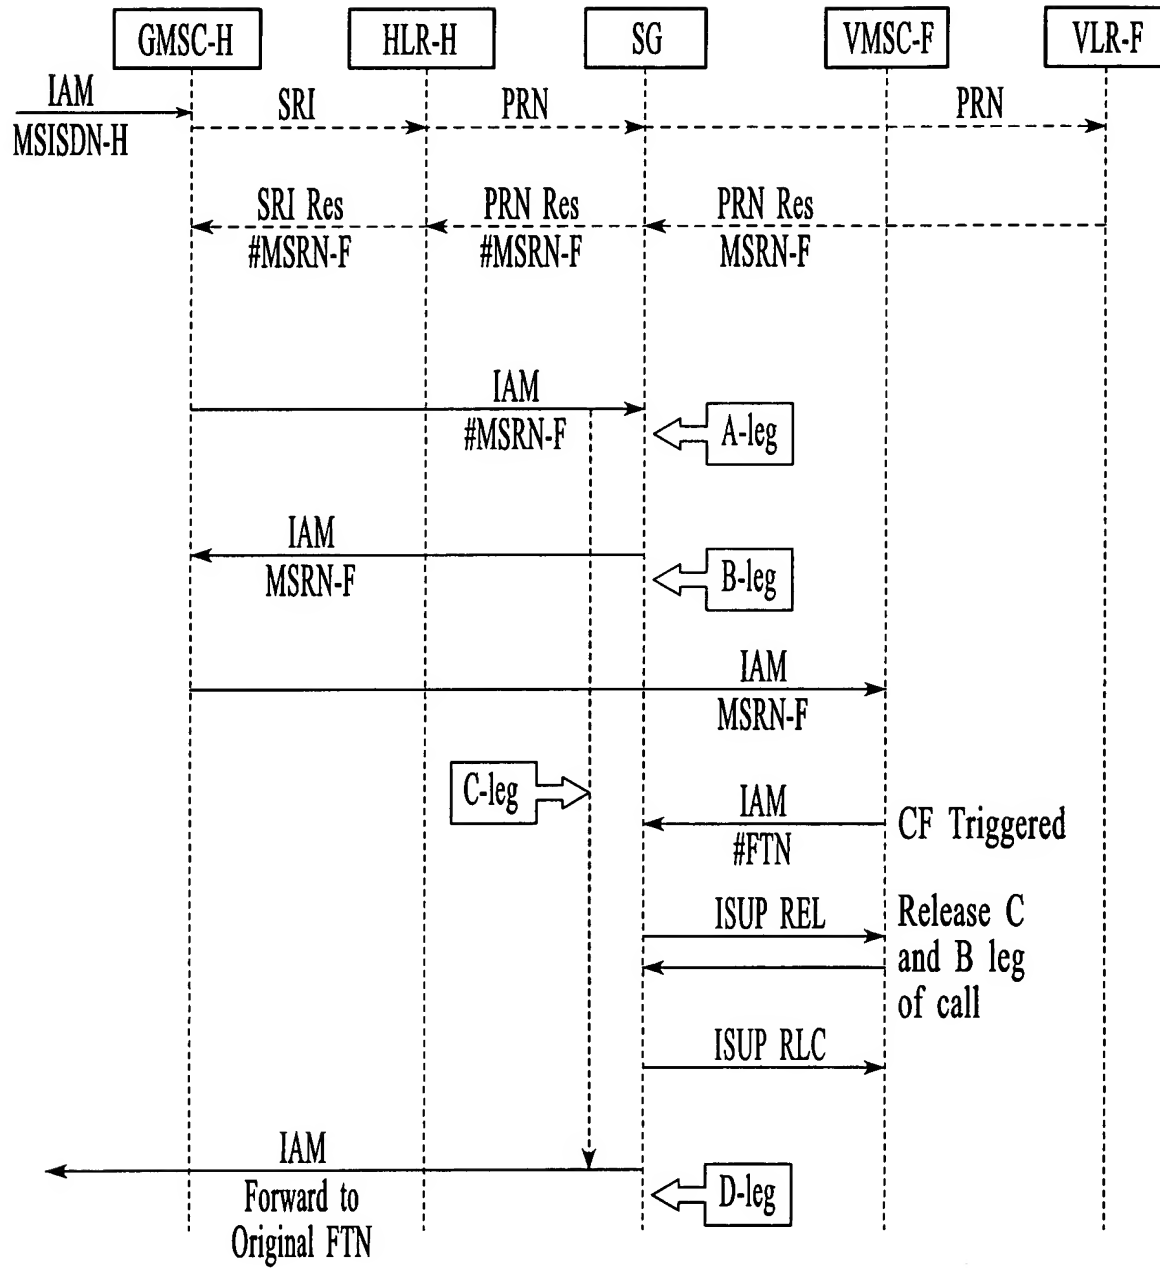 GMSC-H
HLR-H
SG
VMSC-F
VLR-F
IAM
MSISDN-H
SRI
PRN
PRN
SRI Res
#MSRN-F
PRN Res
#MSRN-F
PRN Res
MSRN-F
IAM
#MSRN-F
A-leg
IAM
MSRN-F
B-leg
IAM
MSRN-F
C-leg
IAM
#FTN
CF Triggered
ISUP REL
Release C
and B leg
of call
ISUP RLC
IAM
Forward to
Original FTN
D-leg